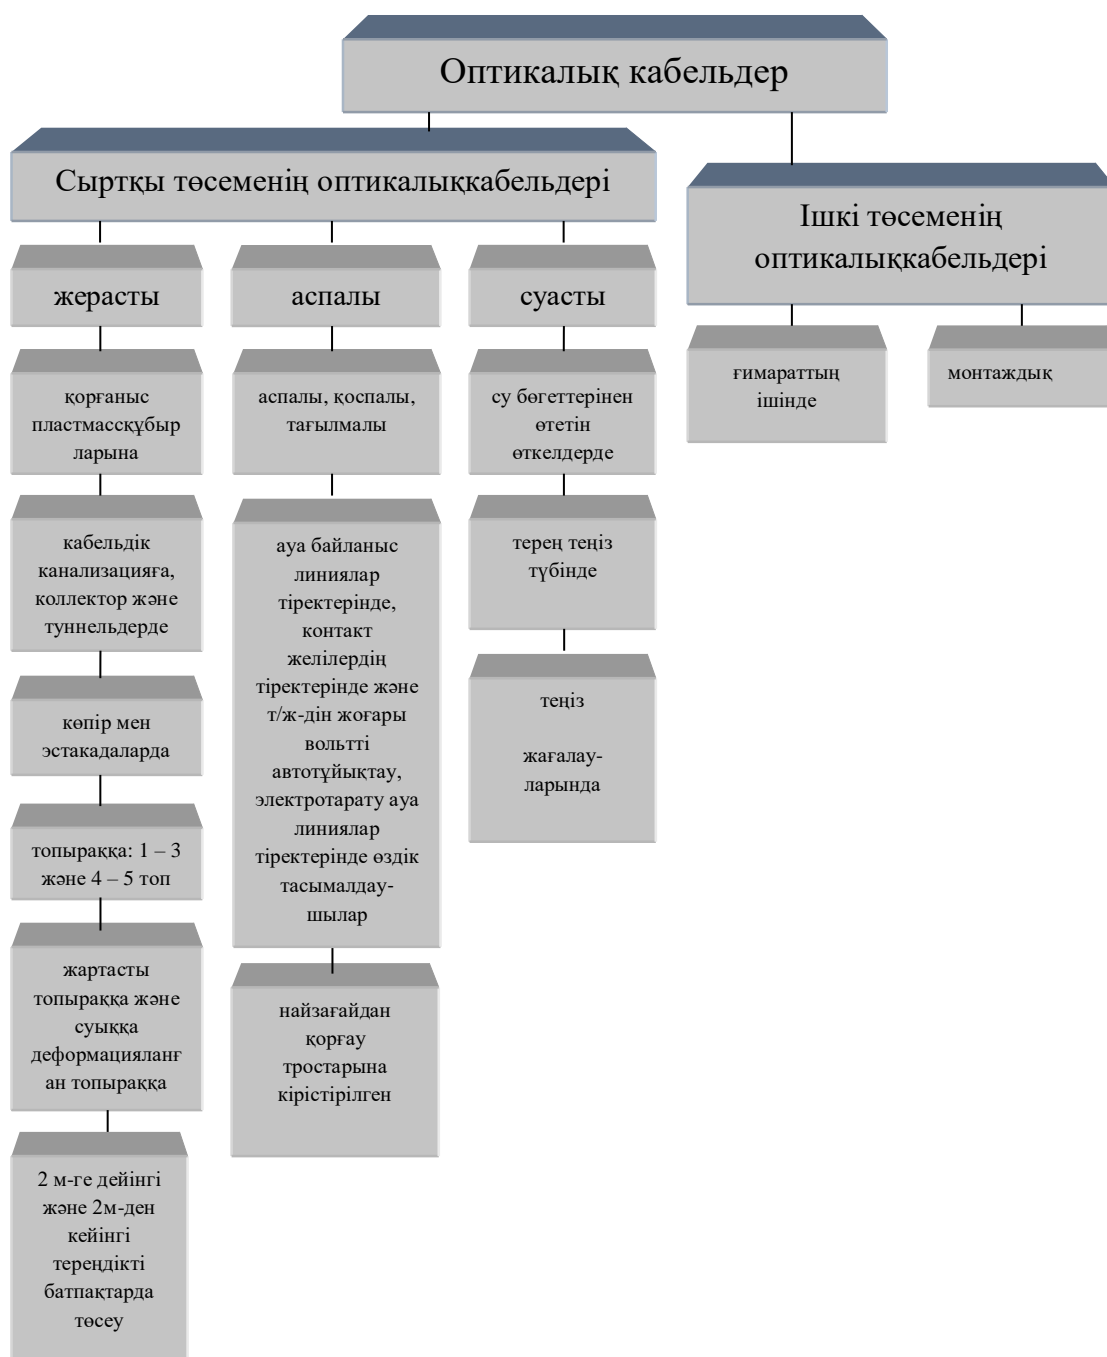 Оптикалық кабельдер
Сыртқы төсеменің оптикалыққабельдері
Ішкі төсеменің
оптикалыққабельдері
жерасты
қорғаныс
пластмассқұбыр
ларына
кабельдік
канализацияға,
коллектор және
туннельдерде
көпір мен
эстакадаларда
топыраққа: 1 – 3
және 4 – 5 топ
жартасты
топыраққа және
суыққа
деформацияланғ
ан топыраққа
2 м-ге дейінгі
және 2м-ден
кейінгі
тереңдікті
батпақтарда
төсеу
аспалы
аспалы, қоспалы,
тағылмалы
ауа байланыс
линиялар
тіректерінде,
контакт
желілердің
тіректерінде және
т/ж-дін жоғары
вольтті
автотұйықтау,
электротарату ауа
линиялар
тіректерінде өздік
тасымалдау-
шылар
найзағайдан
қорғау
тростарына
кірістірілген
суасты
су бөгеттерінен
өтетін
өткелдерде
терең теңіз
түбінде
теңіз
жағалау-
ларында
ғимараттың
ішінде
монтаждық